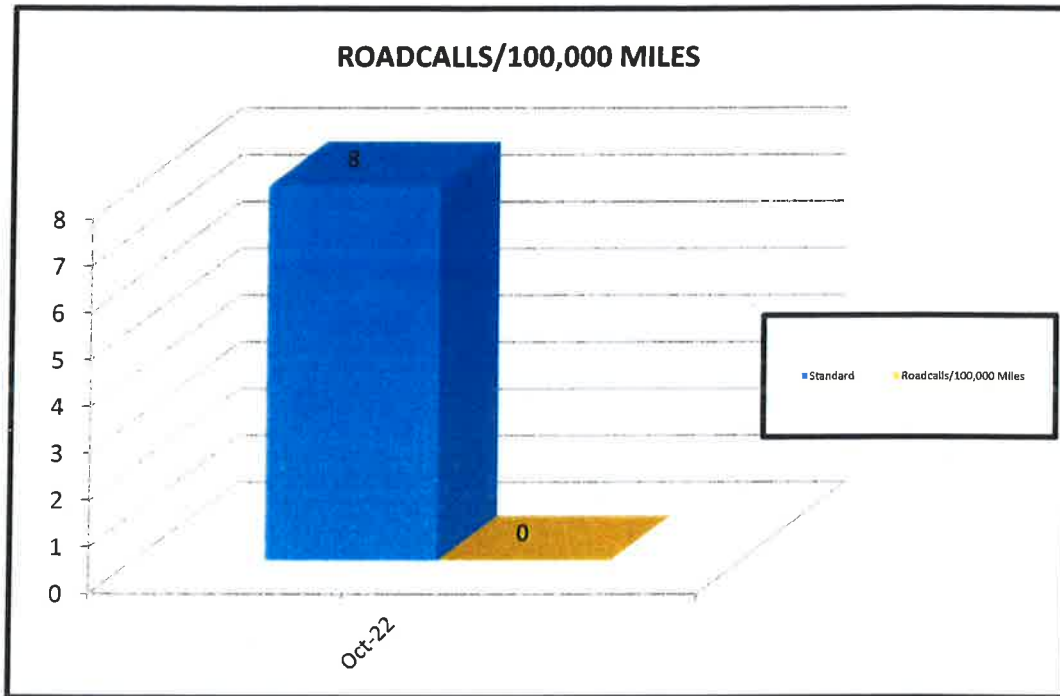 ROADCALLS/100,000 MILES
8
8
7
6
5
4
3
2
1
0
0
Oct-22
Standard
Roadcalls/100,000 Miles